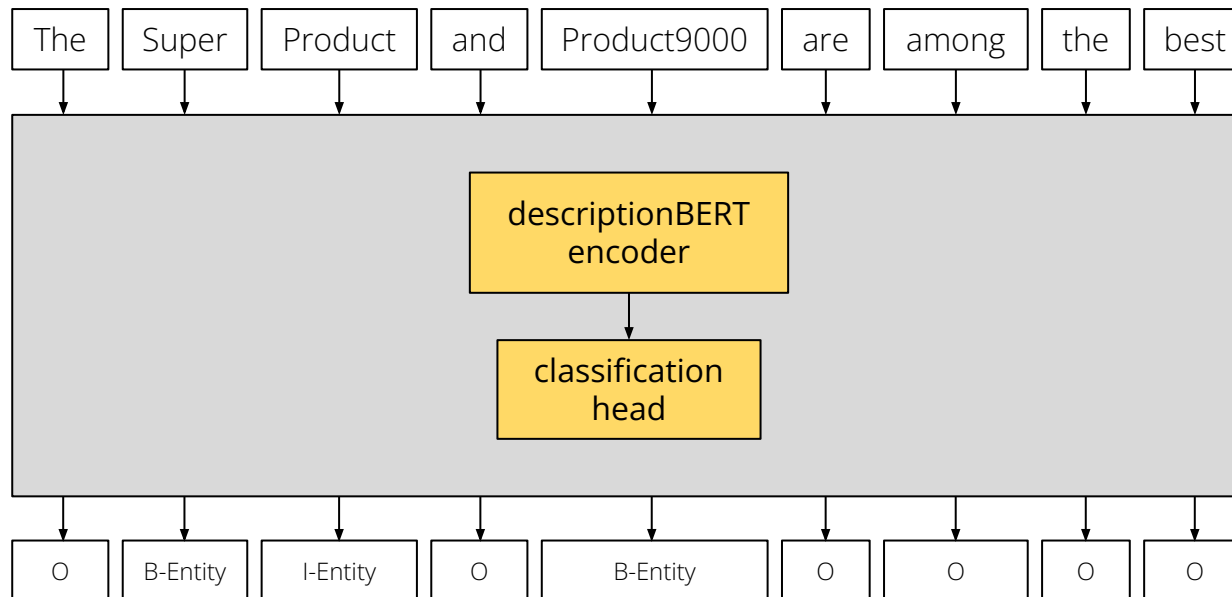 The Super Product and Product9000 are among the best
descriptionBERT
encoder
classification
head
O B-Entity I-Entity O B-Entity O O O O